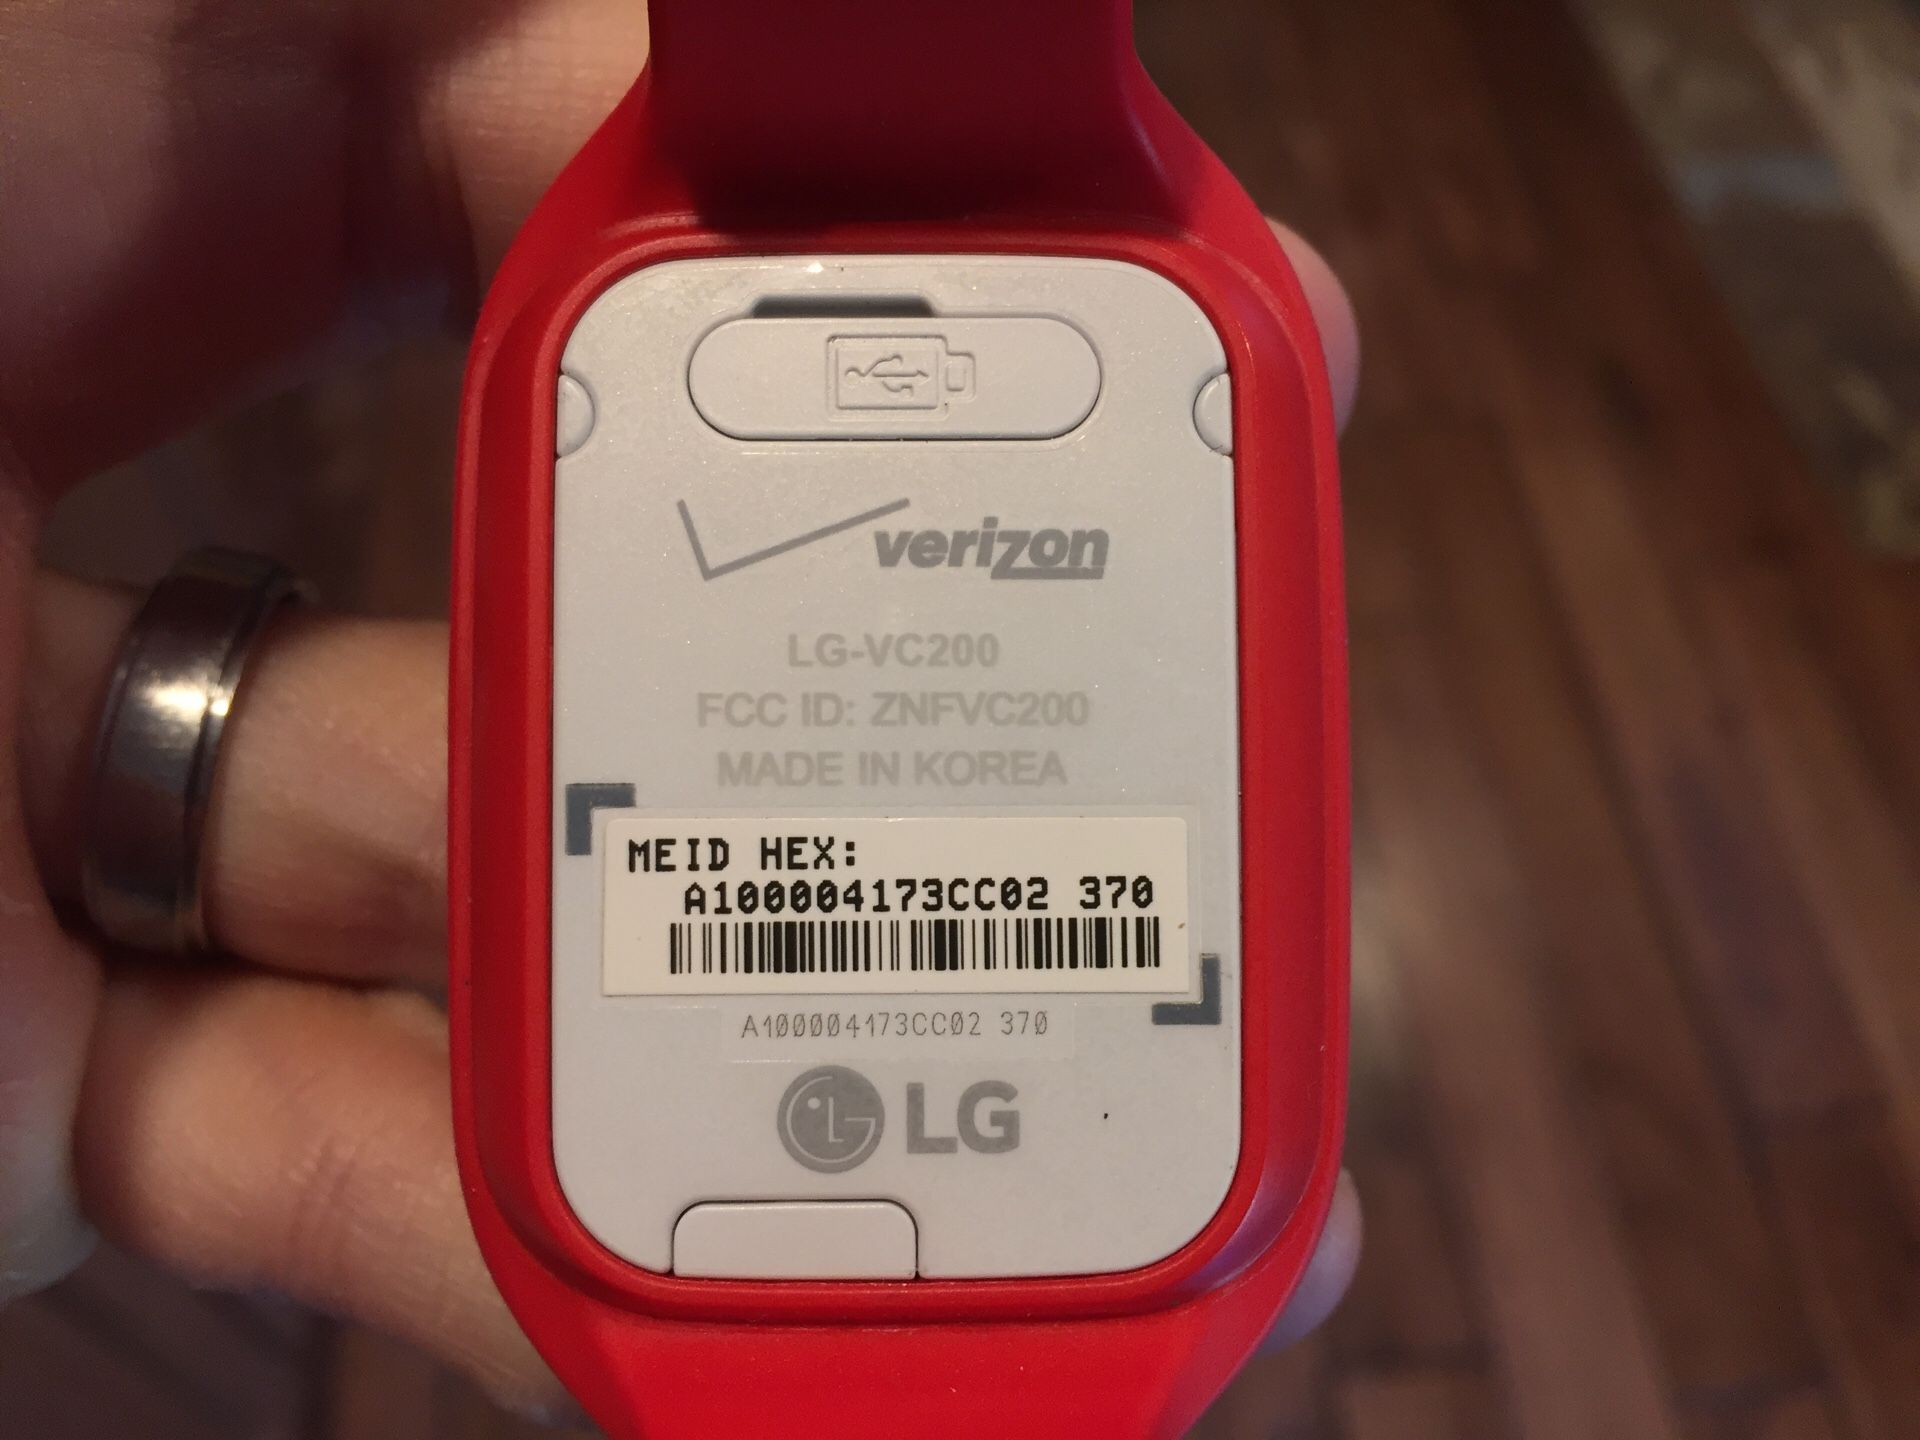 verizon
LG-VC200
FCC ID: ZNFVC200
MADE IN KOREA
MEID HEX:
A100004173CC02 370
A100004173CC02 370
LG